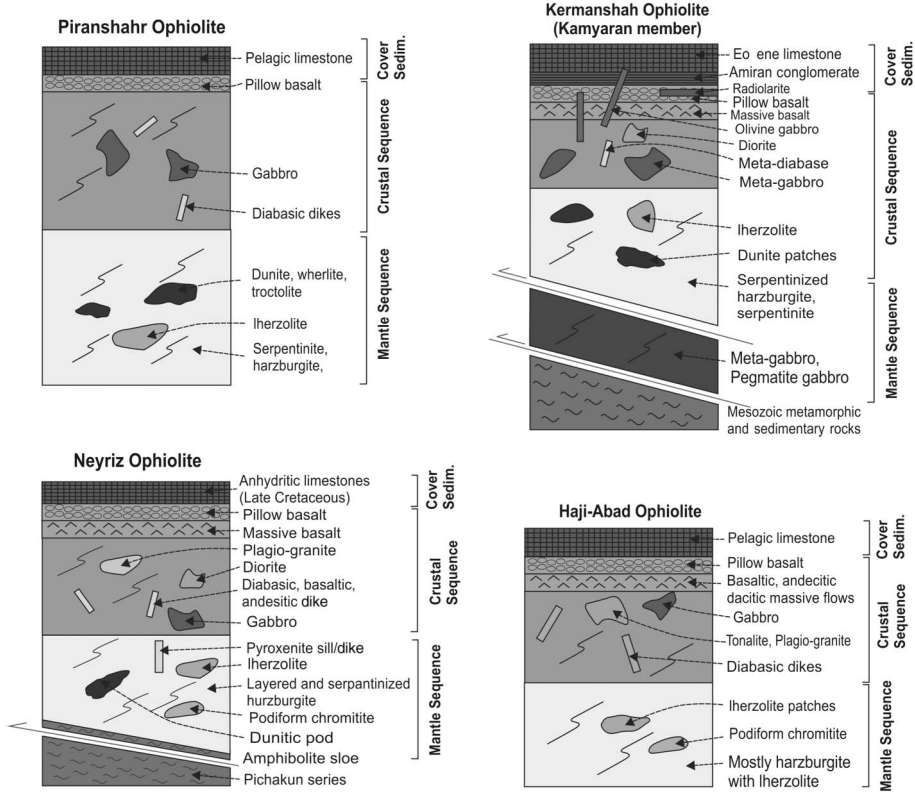 Piranshahr Ophiolite
Pelagic limestone
Pillow basalt
Gabbro
Diabasic dikes
Dunite, wherlite,
troctolite
lherzolite
Serpentinite,
harzburgite,
Cover
Sedim.
Crustal Sequence
Mantle Sequence
Kermanshah Ophiolite
(Kamyaran member)
Eo ene limestone
Amiran conglomerate
Radiolarite
Pillow basalt
Massive basalt
Olivine gabbro
Diorite
Meta-diabase
Meta-gabbro
lherzolite
Dunite patches
Serpentinized
harzburgite,
serpentinite
Meta-gabbro,
Pegmatite gabbro
Mesozoic metamorphic
and sedimentary rocks
Cover
Sedim.
Crustal Sequence
Mantle Sequence
Neyriz Ophiolite
Anhydritic limestones
(Late Cretaceous)
Pillow basalt
Massive basalt
Plagio-granite
Diorite
Diabasic, basaltic,
andesitic dike
Gabbro
Pyroxenite sill/dike
lherzolite
Layered and serpantinized
hurzburgite
Podiform chromitite
Dunitic pod
Amphibolite sloe
Pichakun series
Cover
Sedim.
Crustal
Sequence
Mantle Sequence
Haji-Abad Ophiolite
Pelagic limestone
Pillow basalt
Basaltic, andecitic
dacitic massive flows
Gabbro
Tonalite, Plagio-granite
Diabasic dikes
lherzolite patches
Podiform chromitite
Mostly harzburgite
with lherzolite
Cover
Sedim.
Crustal
Sequence
Mantle Sequence